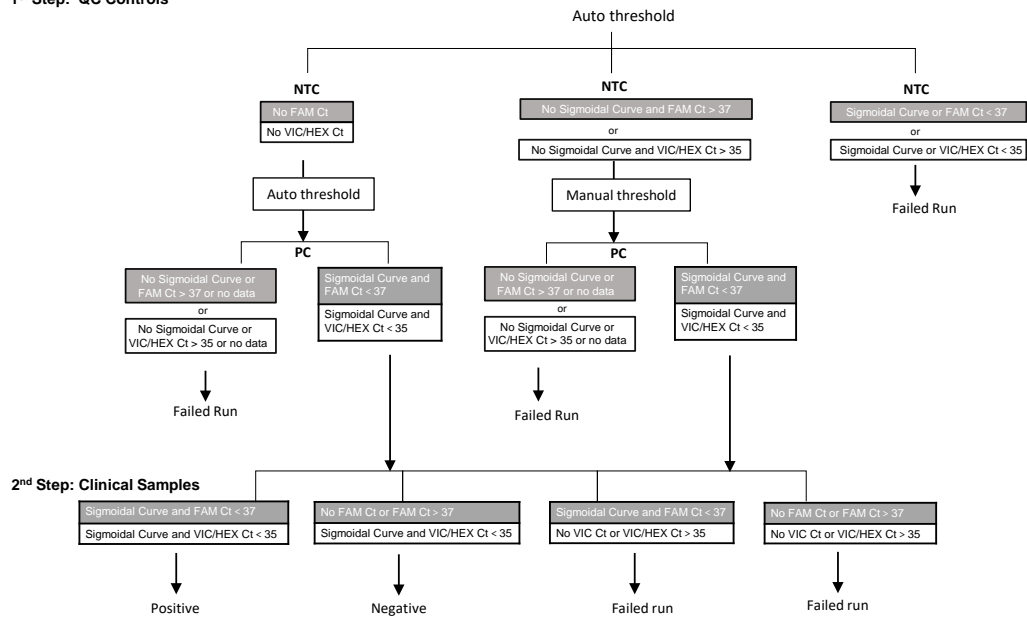 1st Step: QC Controls
Auto threshold
NTC
No FAM Ct
No VIC/HEX Ct
Auto threshold
PC
No Sigmoidal Curve or
FAM Ct > 37 or no data
or
No Sigmoidal Curve or
VIC/HEX Ct > 35 or no data
Failed Run
Sigmoidal Curve and
FAM Ct < 37
Sigmoidal Curve and
VIC/HEX Ct < 35
NTC
No Sigmoidal Curve and FAM Ct > 37
or
No Sigmoidal Curve and VIC/HEX Ct > 35
Manual threshold
PC
No Sigmoidal Curve or
FAM Ct > 37 or no data
or
No Sigmoidal Curve or
VIC/HEX Ct > 35 or no data
Failed Run
Sigmoidal Curve and
FAM Ct < 37
Sigmoidal Curve and
VIC/HEX Ct < 35
NTC
Sigmoidal Curve or FAM Ct < 37
or
Sigmoidal Curve or VIC/HEX Ct < 35
Failed Run
2nd Step: Clinical Samples
Sigmoidal Curve and FAM Ct < 37
Sigmoidal Curve and VIC/HEX Ct < 35
Positive
No FAM Ct or FAM Ct > 37
Sigmoidal Curve and VIC/HEX Ct < 35
Negative
Sigmoidal Curve and FAM Ct < 37
No VIC Ct or VIC/HEX Ct > 35
Failed run
No FAM Ct or FAM Ct > 37
No VIC Ct or VIC/HEX Ct > 35
Failed run